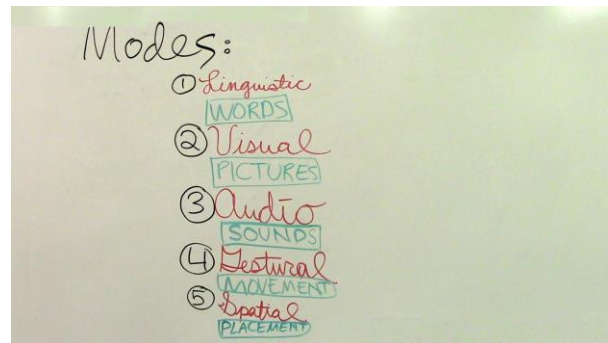 Modes:
① Linguistic
WORDS
② Visual
PICTURES
③ Audio
SOUNDS
④ Gestural
MOVEMENT
⑤ Spatial
PLACEMENT